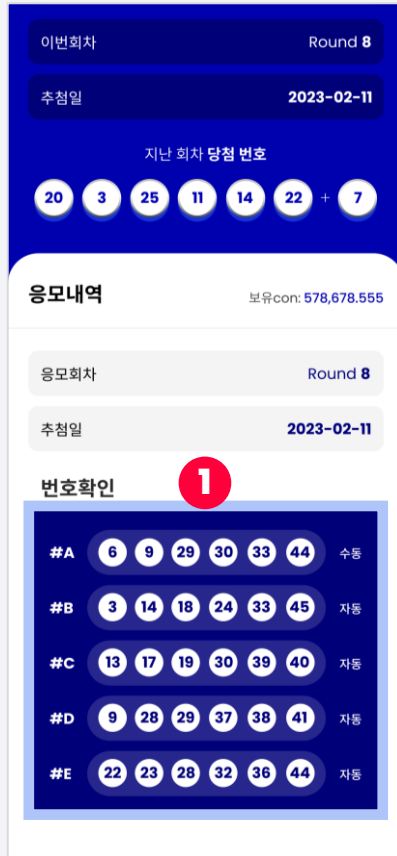 이번회차 Round 8
추첨일 2023-02-11
지난 회차 당첨 번호
20 3 25 11 14 22 + 7
응모내역 보유con: 578,678.555
응모회차 Round 8
추첨일 2023-02-11
번호확인 1
#A 6 9 29 30 33 44 수동
#B 3 14 18 24 33 45 자동
#C 13 17 19 30 39 40 자동
#D 9 28 29 37 38 41 자동
#E 22 23 28 32 36 44 자동